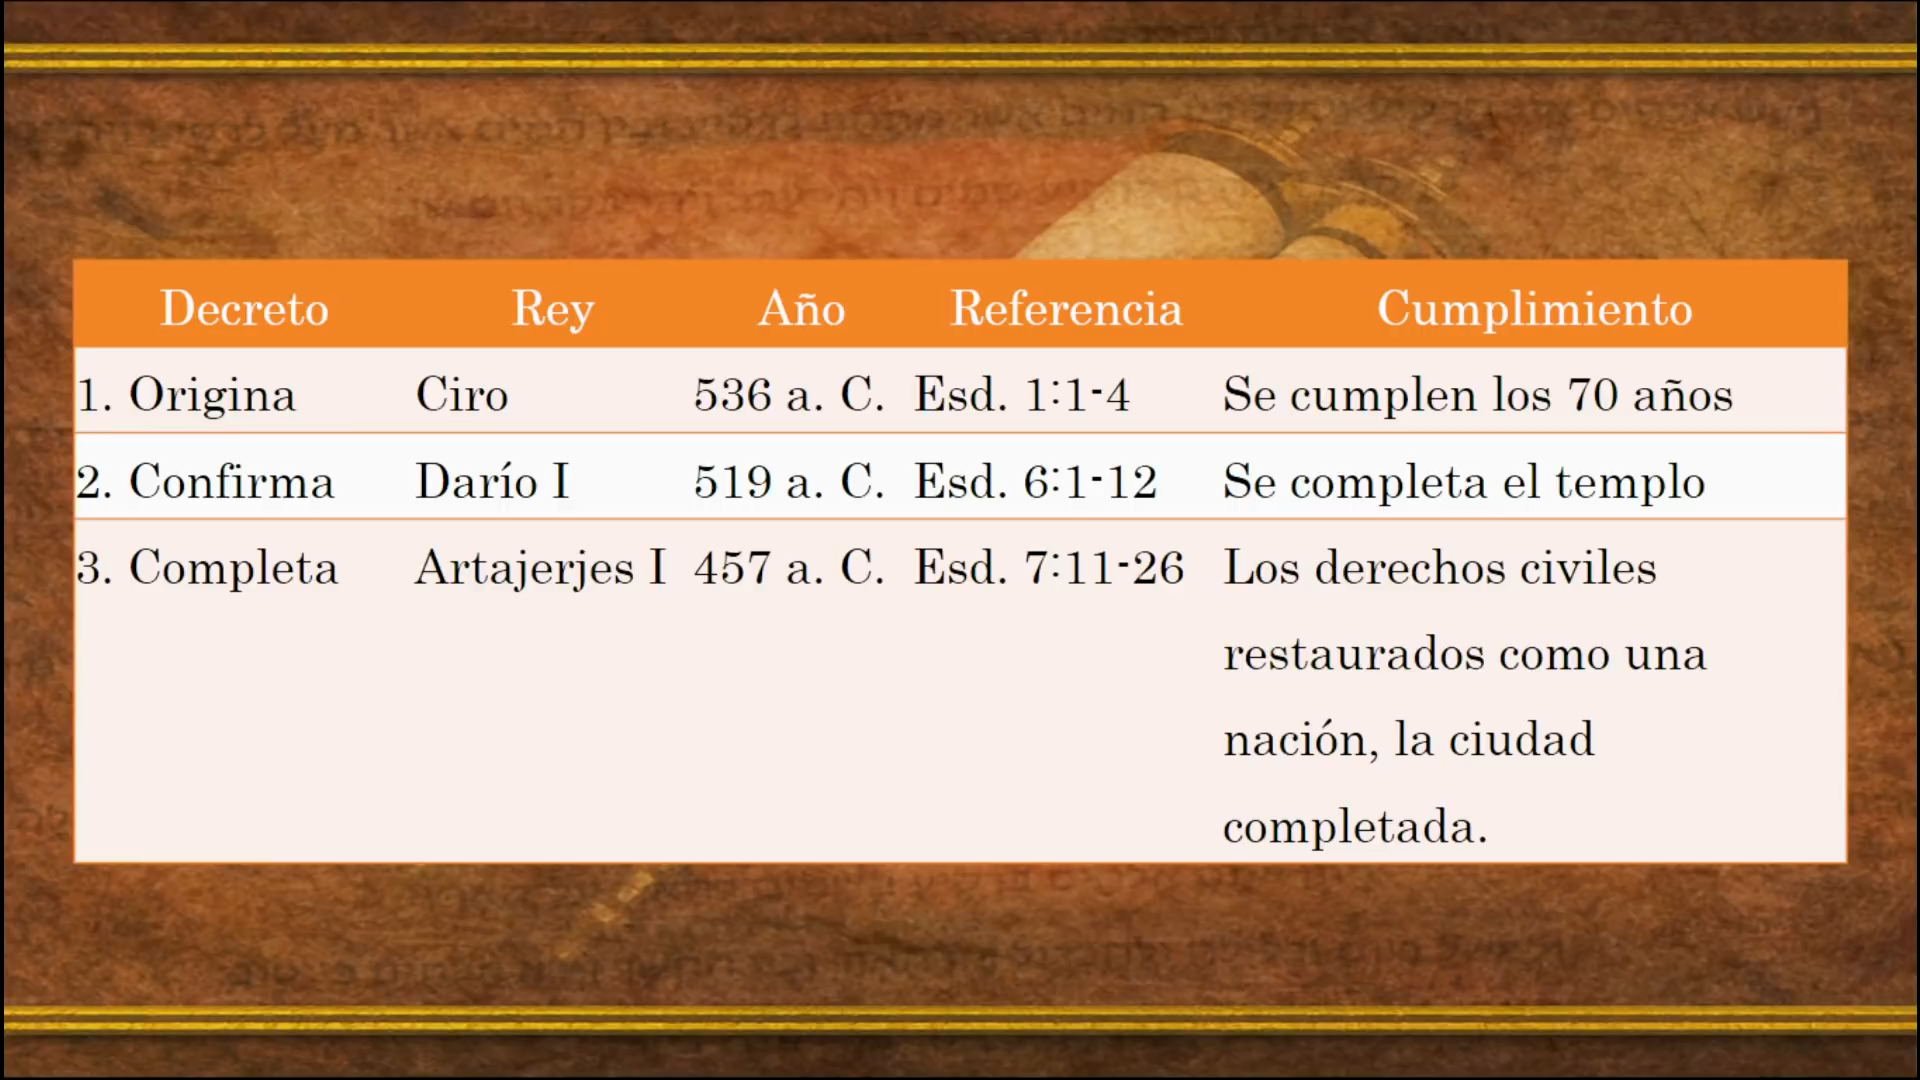 Decreto Rey Año Referencia Cumplimiento
1. Origina Ciro 536 a. C. Esd. 1:1-4 Se cumplen los 70 años
2. Confirma Darío I 519 a. C. Esd. 6:1-12 Se completa el templo
3. Completa Artajerjes I 457 a. C. Esd. 7:11-26 Los derechos civiles
restaurados como una
nación, la ciudad
completada.